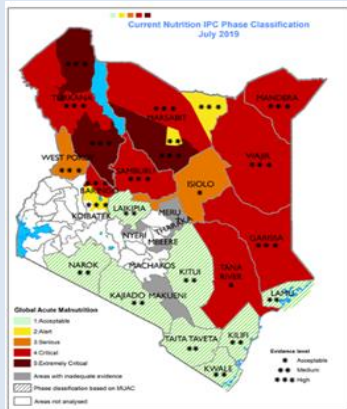 Current Nutrition IPC Phase Classification
July 2019
TURKANA
MARSABIT
MANDERA
WEST POKOT
WAJIR
SAMBURU
ISIOLO
BARINGO
KOIBATEK
LAIKIPIA
MERU
THARAKA
NYERI
MBEERE
GARISSA
MACHAKOS
KITUI
TANA
RIVER
NAROK
LAMU
KAJIADO
MAKUENI
KILIFI
TAITA TAVETA
KWALE
Global Acute Malnutrition
1:Acceptable
2:Alert
3:Serious
4:Critical
5:Extremely Critical
Areas with inadequate evidence
Phase classification based on MUAC
Areas not analysed
Evidence level
Acceptable
Medium
High